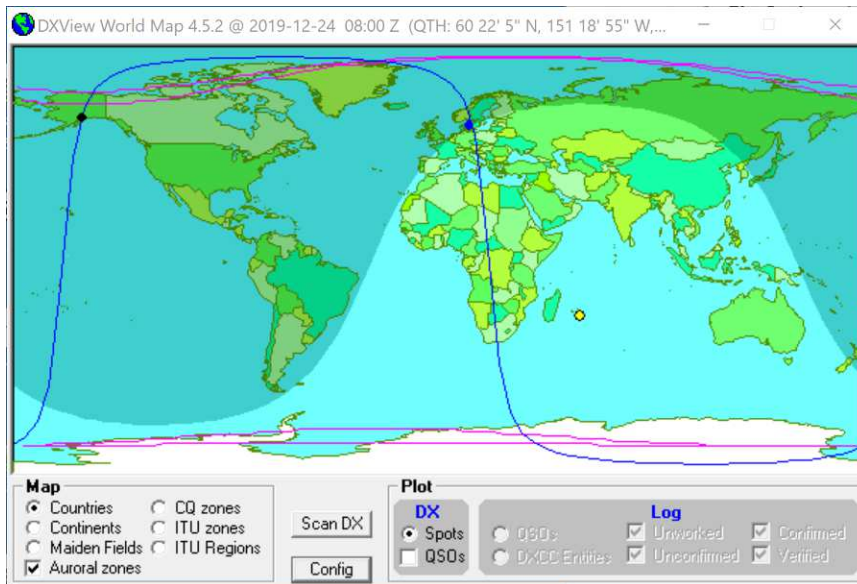 DXView World Map 4.5.2 @ 2019-12-24 08:00 Z (QTH: 60 22' 5" N, 151 18' 55" W,...
Map
Countries
CQ zones
Continents
ITU zones
Maiden Fields
ITU Regions
Auroral zones
Scan DX
Config
Plot
DX
Spots
QSOs
Log
QSOs
Unworked
Confirmed
DXCC Entities
Unconfirmed
Verified